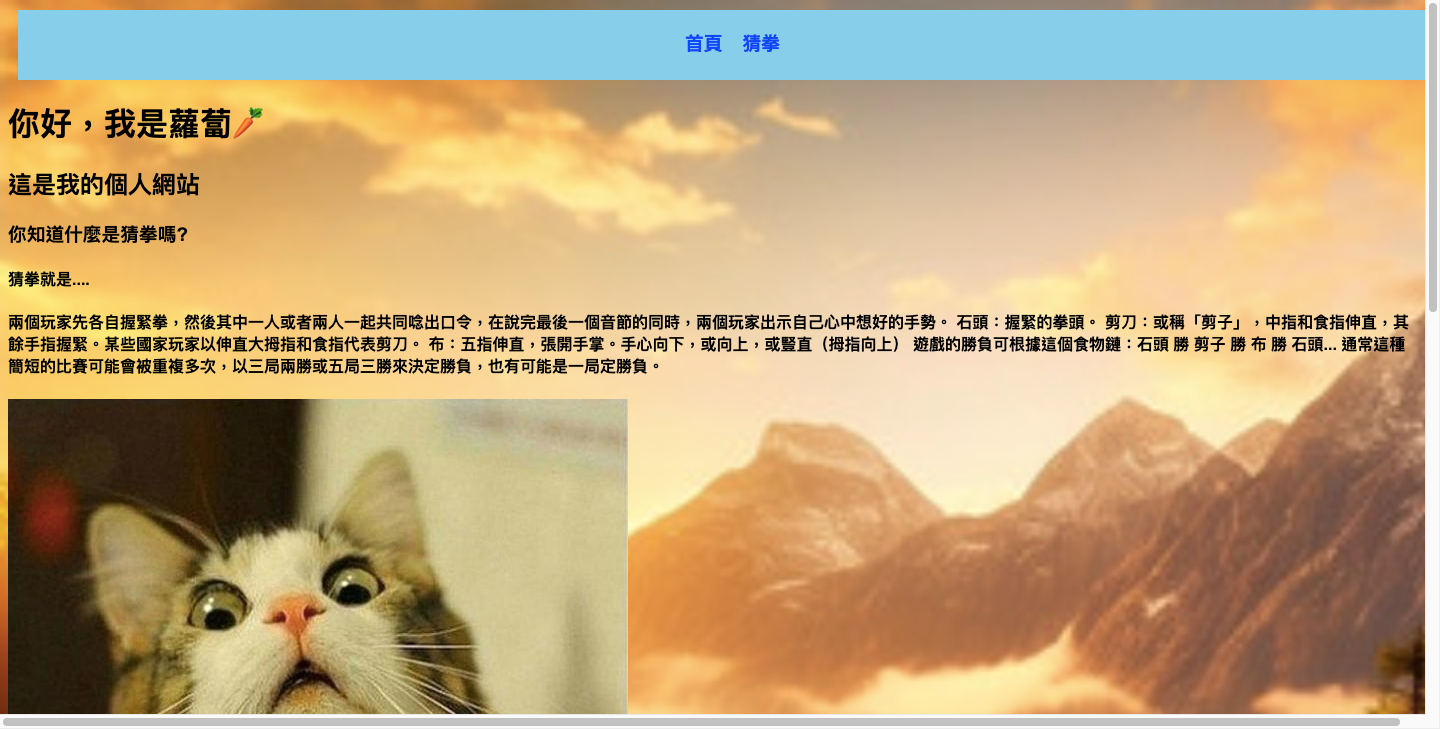 首頁 猜拳
你好，我是蘿蔔🥕
這是我的個人網站
你知道什麼是猜拳嗎?
猜拳就是....
兩個玩家先各自握緊拳，然後其中一人或者兩人一起共同唸出口令，在說完最後一個音節的同時，兩個玩家出示自己心中想好的手勢。 石頭：握緊的拳頭。 剪刀：或稱「剪子」，中指和食指伸直，其
餘手指握緊。某些國家玩家以伸直大拇指和食指代表剪刀。 布：五指伸直，張開手掌。手心向下，或向上，或豎直（拇指向上） 遊戲的勝負可根據這個食物鏈：石頭 勝 剪子 勝 布 勝 石頭... 通常這種
簡短的比賽可能會被重複多次，以三局兩勝或五局三勝來決定勝負，也有可能是一局定勝負。